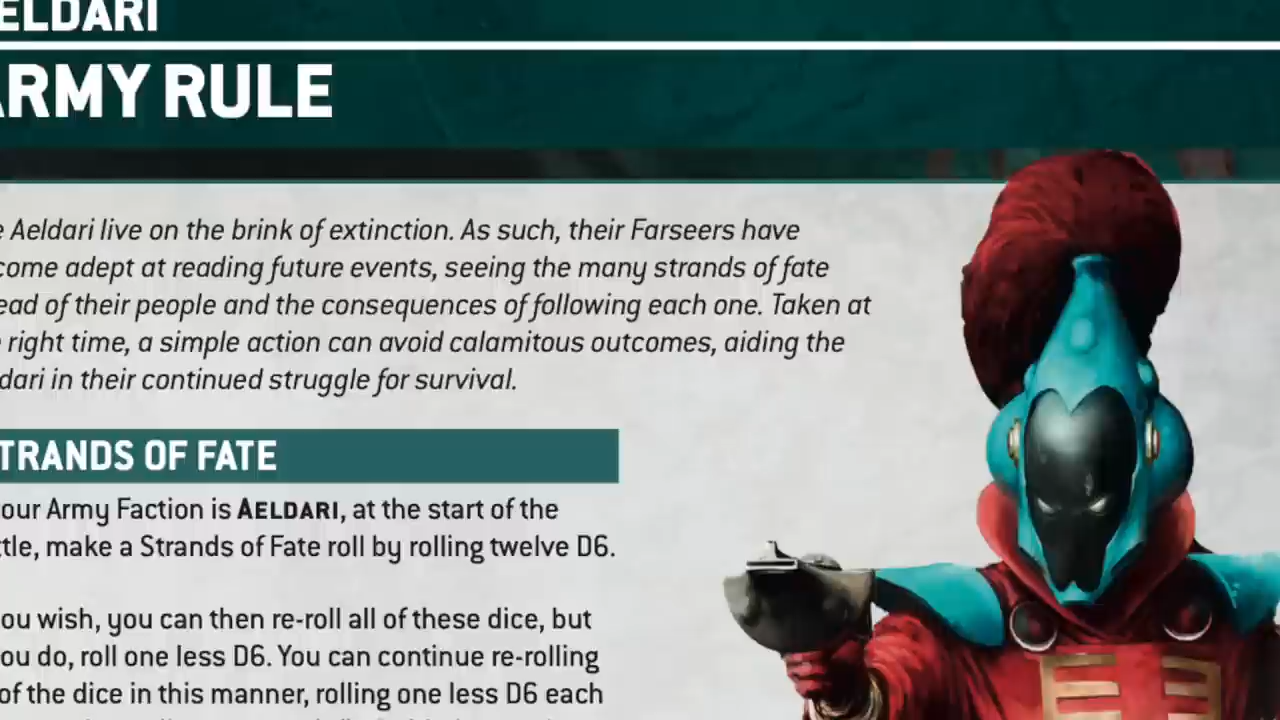 ELDARI
ARMY RULE
e Aeldari live on the brink of extinction. As such, their Farseers have
come adept at reading future events, seeing the many strands of fate
ead of their people and the consequences of following each one. Taken at
e right time, a simple action can avoid calamitous outcomes, aiding the
dari in their continued struggle for survival.
TRANDS OF FATE
our Army Faction is AELDARI, at the start of the
ttle, make a Strands of Fate roll by rolling twelve D6.
ou wish, you can then re-roll all of these dice, but
ou do, roll one less D6. You can continue re-rolling
of the dice in this manner, rolling one less D6 each